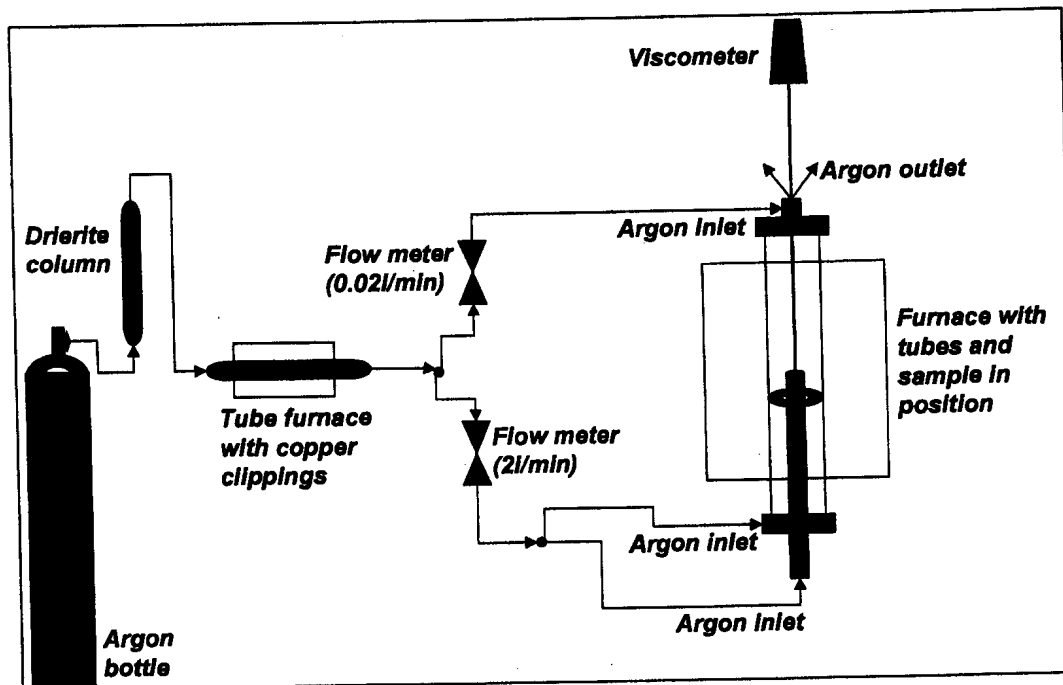 Viscometer
Argon outlet
Drierite
column
Argon inlet
Flow meter
(0.02l/min)
Furnace with
tubes and
sample in
position
Tube furnace
with copper
clippings
Flow meter
(2l/min)
Argon inlet
Argon inlet
Argon
bottle